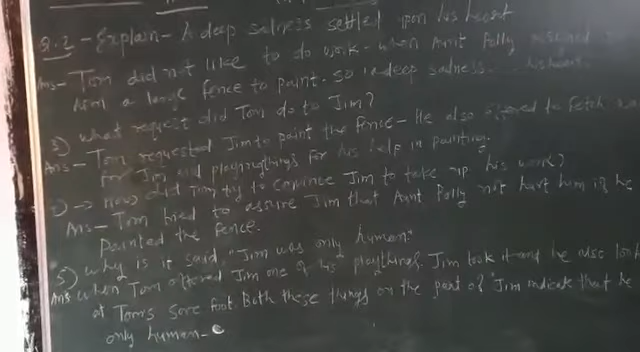 Q.2 - Explain - A deep sadness settled upon his heart
Ans - Tom did not like to do work - when Aunt Polly
him a large fence to paint. so a deep sadness his heart.
3) what request did Tom do to Jim?
Ans - Tom requested Jim to paint the fence - He also offered to fetch
for Jim and playing things for his help in painting.
-> How did Tom try to convince Jim to take up his work?
Ans - Tom tried to assure Jim that Aunt Polly not hurt him if he
painted the fence.
5) why is it said, "Jim was only human"
Ans when Tom offered Jim one of his playthings. Jim took it and he also look
at Tom's sore foot. Both these things on the part of Jim indicate that he
only human -